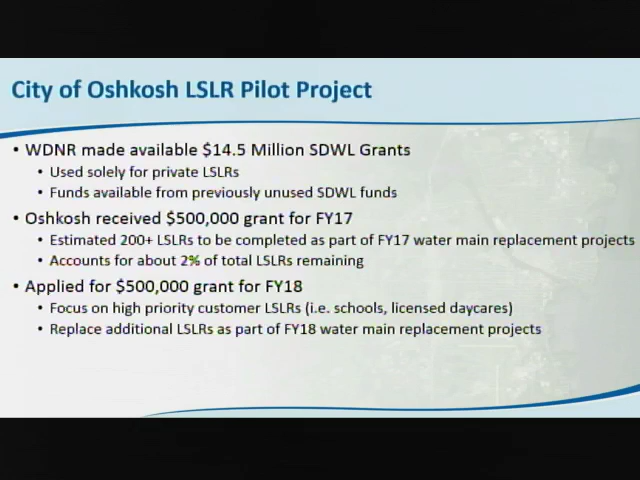 City of Oshkosh LSLR Pilot Project
• WDNR made available $14.5 Million SDWL Grants
• Used solely for private LSLRs
• Funds available from previously unused SDWL funds
• Oshkosh received $500,000 grant for FY17
• Estimated 200+ LSLRs to be completed as part of FY17 water main replacement projects
• Accounts for about 2% of total LSLRs remaining
• Applied for $500,000 grant for FY18
• Focus on high priority customer LSLRs (i.e. schools, licensed daycares)
• Replace additional LSLRs as part of FY18 water main replacement projects